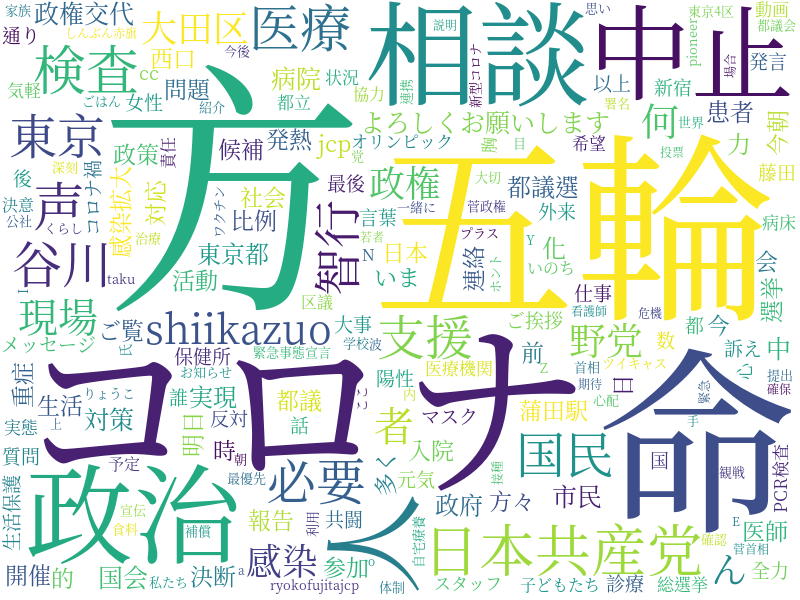 家族
政権交代
大田区
医療
相談
中止
東京4区
pioneer
動画
都議会
通り
しんぶん赤旗
今後
西口
cc
検査
問題
病院
状況
説明
新型コロナ
思い
以上
新宿
場合
発言
気軽
ごはん
女性
紹介
都立
協力
連携
よろしくお願いします
署名
世界
何
患者
力
今朝
東京
方
五輪
政策
責任
候補
発熱
jcp
オリンピック
党
胸
目
希望
投票
藤田
後
深刻
コロナ禍
感染拡大
対応
社会
最後
政権
都議選
大切
声
決意
公社
くらし
ワクチン
治療
比例
言葉
一緒に
菅政権
外来
病床
谷川
智行
東京都
若者
日本
プラス
Y
化
会
taku
活動
N
いま
連絡
ホント
いのち
選挙
現場
ご覧
shiikazuo
区議
支援
ご挨拶
仕事
看護師
危機
都
今
訴え
中
メッセージ
氏
大事
学校波
野党
数
コロナ
命
保健所
緊急事態宣言
お知らせ
陽性
医療機関
Z
首相
ツイキャス
心
提出
確保
重症
りょうこ
誰
実現
ここ
内
前
期待
日
心配
緊急
生活
対策
反対
都議
マスク
蒲田駅
手
実態
上
明日
時
話
者
入院
国民
国
観戦
質問
予定
朝
最優先
必要
多く
元気
接種
PCR検査
生活保護
政治
人
政府
方々
市民
宣伝
食料
補償
報告
利用
共闘
自宅療養
日本共産党
E
確認
医師
菅首相
ん
開催
的
国会
私たち
a
決断
感染
参加
o
体制
スタッフ
子どもたち
診療
総選挙
全力
ryokofujitajcp
I